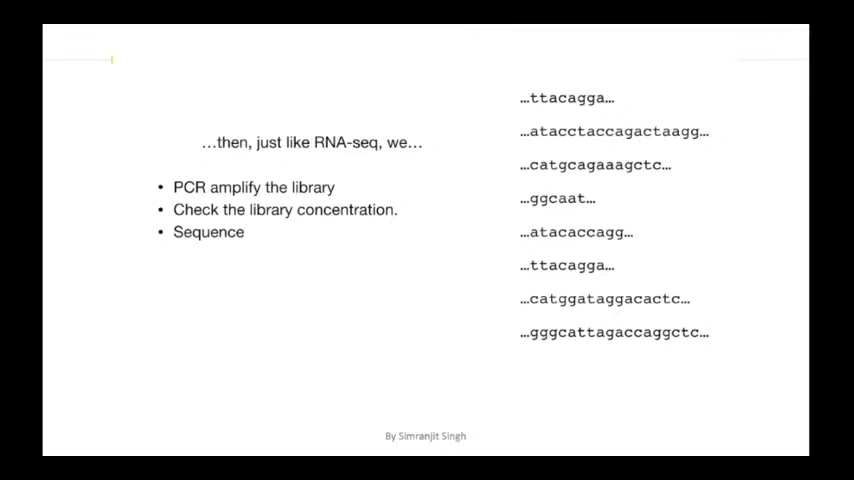 …then, just like RNA-seq, we…
• PCR amplify the library
• Check the library concentration.
• Sequence
…ttacagga…
…atacctaccagactaagg…
…catgcagaaagctc…
…ggcaat…
…atacaccagg…
…ttacagga…
…catggataggacactc…
…gggcattagaccaggctc…
By Simranjit Singh